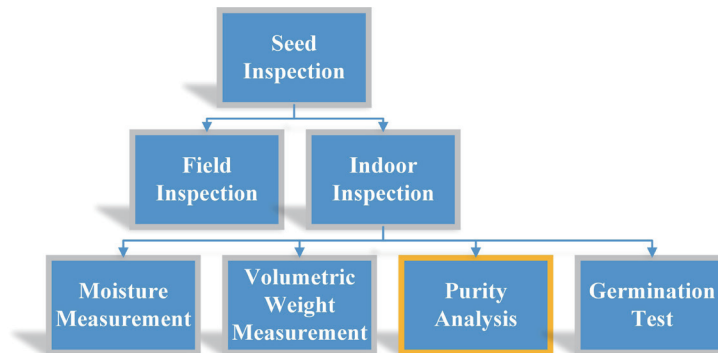 Seed
Inspection
Field
Inspection
Indoor
Inspection
Moisture
Measurement
Volumetric
Weight
Measurement
Purity
Analysis
Germination
Test